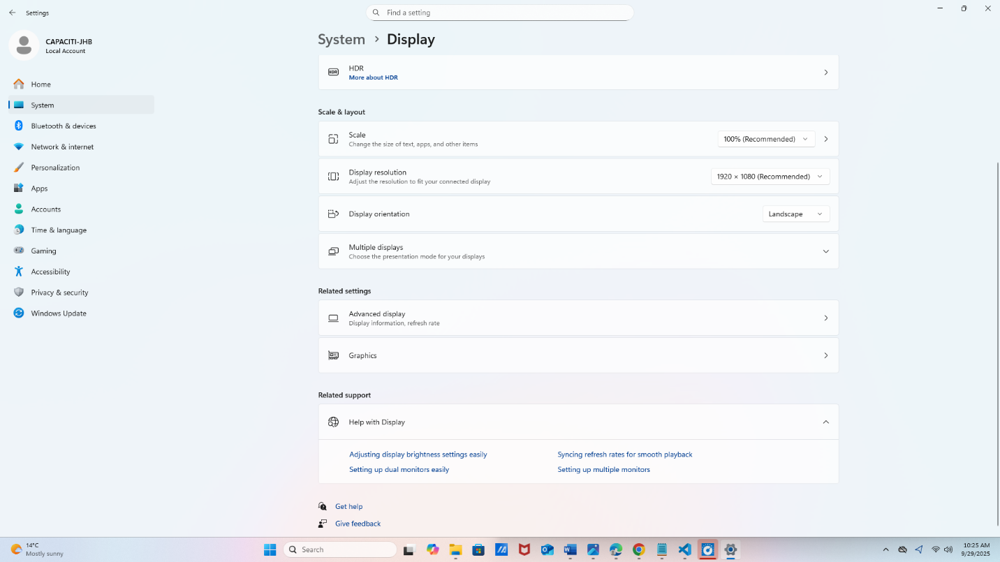 Settings
Find a setting
CAPACITI-JHB
Local Account
Home
System
Bluetooth & devices
Network & internet
Personalization
Apps
Accounts
Time & language
Gaming
Accessibility
Privacy & security
Windows Update
System > Display
HDR
HDR
More about HDR
Scale & layout
Scale
Change the size of text, apps, and other items
100% (Recommended)
Display resolution
Adjust the resolution to fit your connected display
1920 × 1080 (Recommended)
Display orientation
Landscape
Multiple displays
Choose the presentation mode for your displays
Related settings
Advanced display
Display information, refresh rate
Graphics
Related support
Help with Display
Adjusting display brightness settings easily
Syncing refresh rates for smooth playback
Setting up dual monitors easily
Setting up multiple monitors
Get help
Give feedback
14°C
Mostly sunny
Search
10:25 AM
9/29/2025